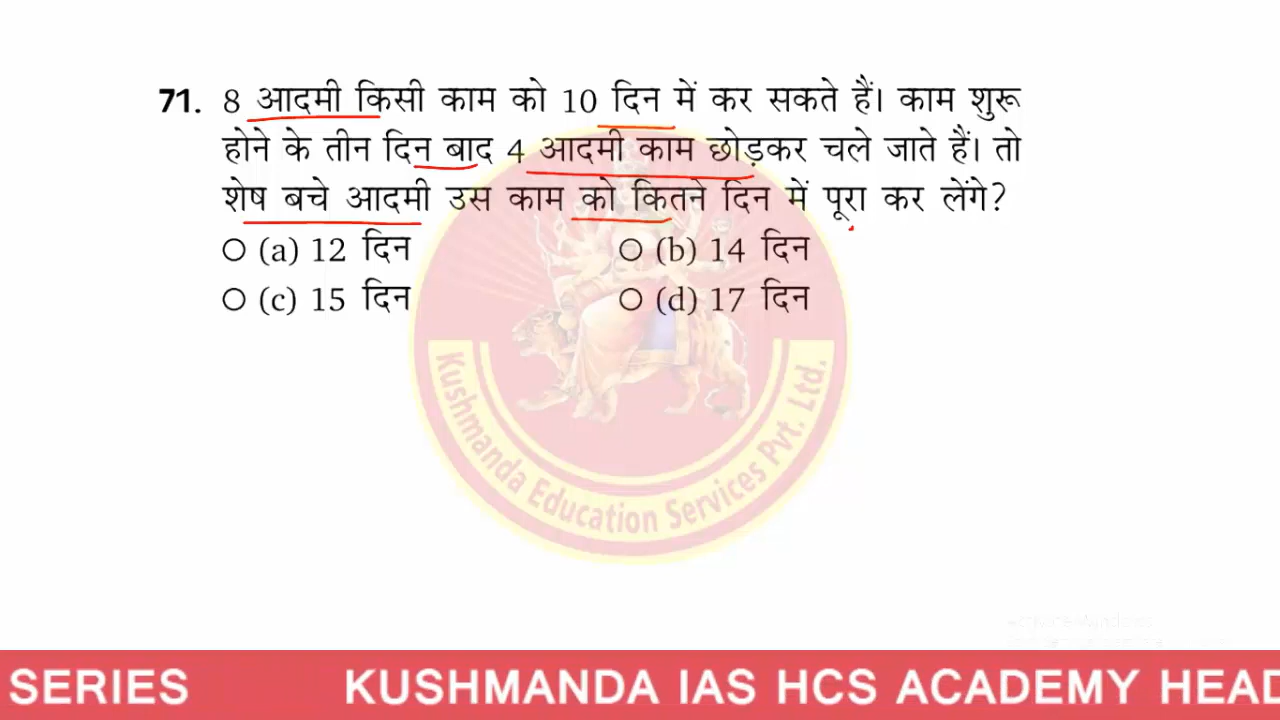 71. 8 आदमी किसी काम को 10 दिन में कर सकते हैं। काम शुरू
होने के तीन दिन बाद 4 आदमी काम छोड़कर चले जाते हैं। तो
शेष बचे आदमी उस काम को कितने दिन में पूरा कर लेंगे?
(a) 12 दिन (b) 14 दिन
(c) 15 दिन (d) 17 दिन
Kushmanda Education Services Pvt. Ltd.
SERIES KUSHMANDA IAS HCS ACADEMY HEAD